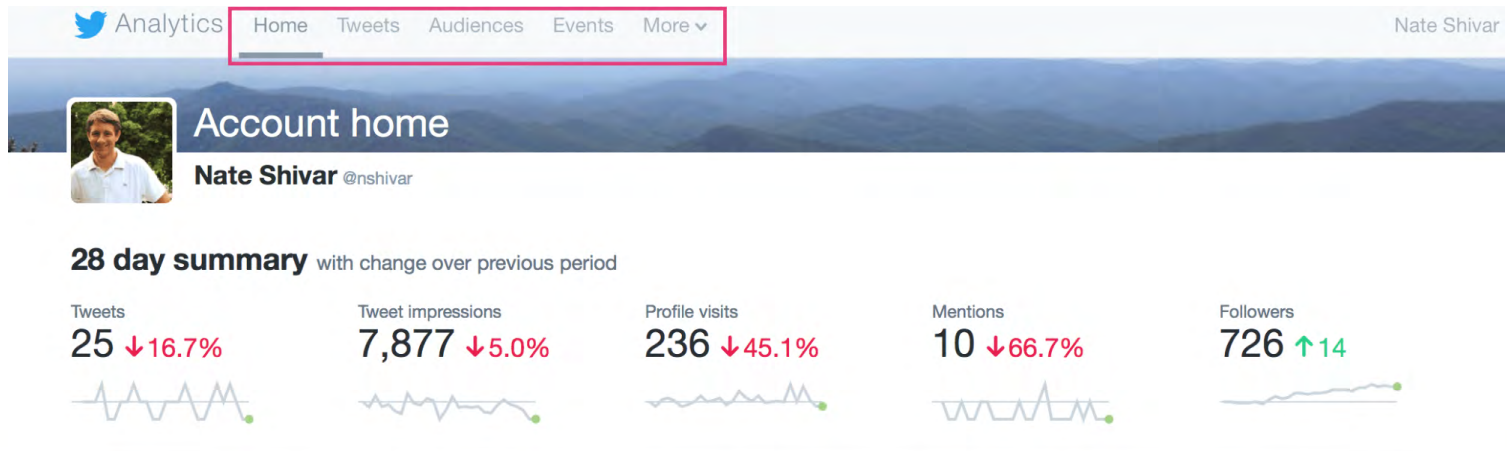 Analytics Home Tweets Audiences Events More Nate Shivar
Account home
Nate Shivar @nshivar
28 day summary with change over previous period
Tweets Tweet impressions Profile visits Mentions Followers
25 ↓16.7% 7,877 ↓5.0% 236 ↓45.1% 10 ↓66.7% 726 ↑14